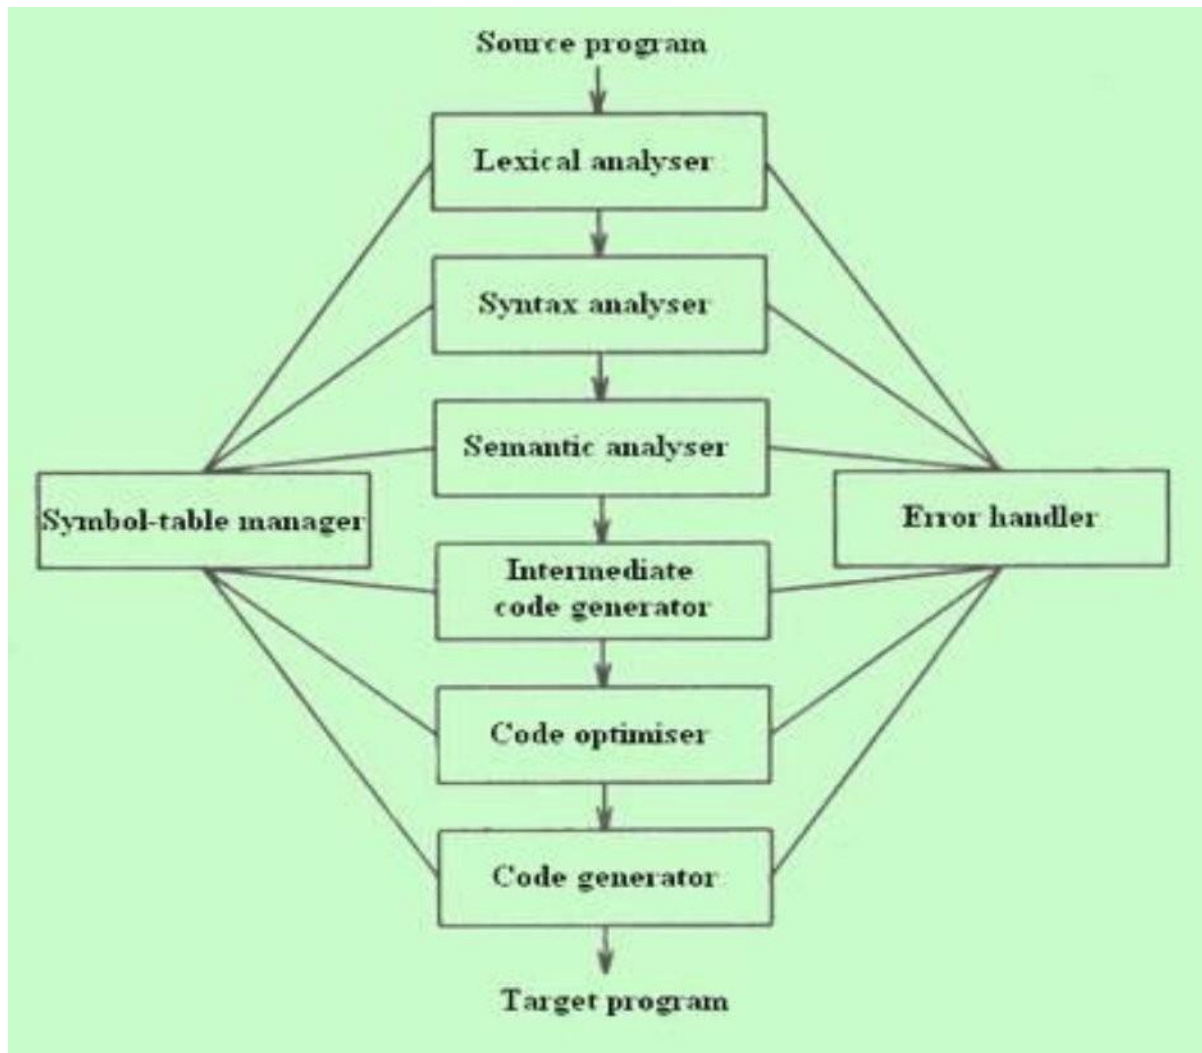 Source program
Lexical analyser
Syntax analyser
Semantic analyser
Symbol-table manager
Error handler
Intermediate
code generator
Code optimiser
Code generator
Target program